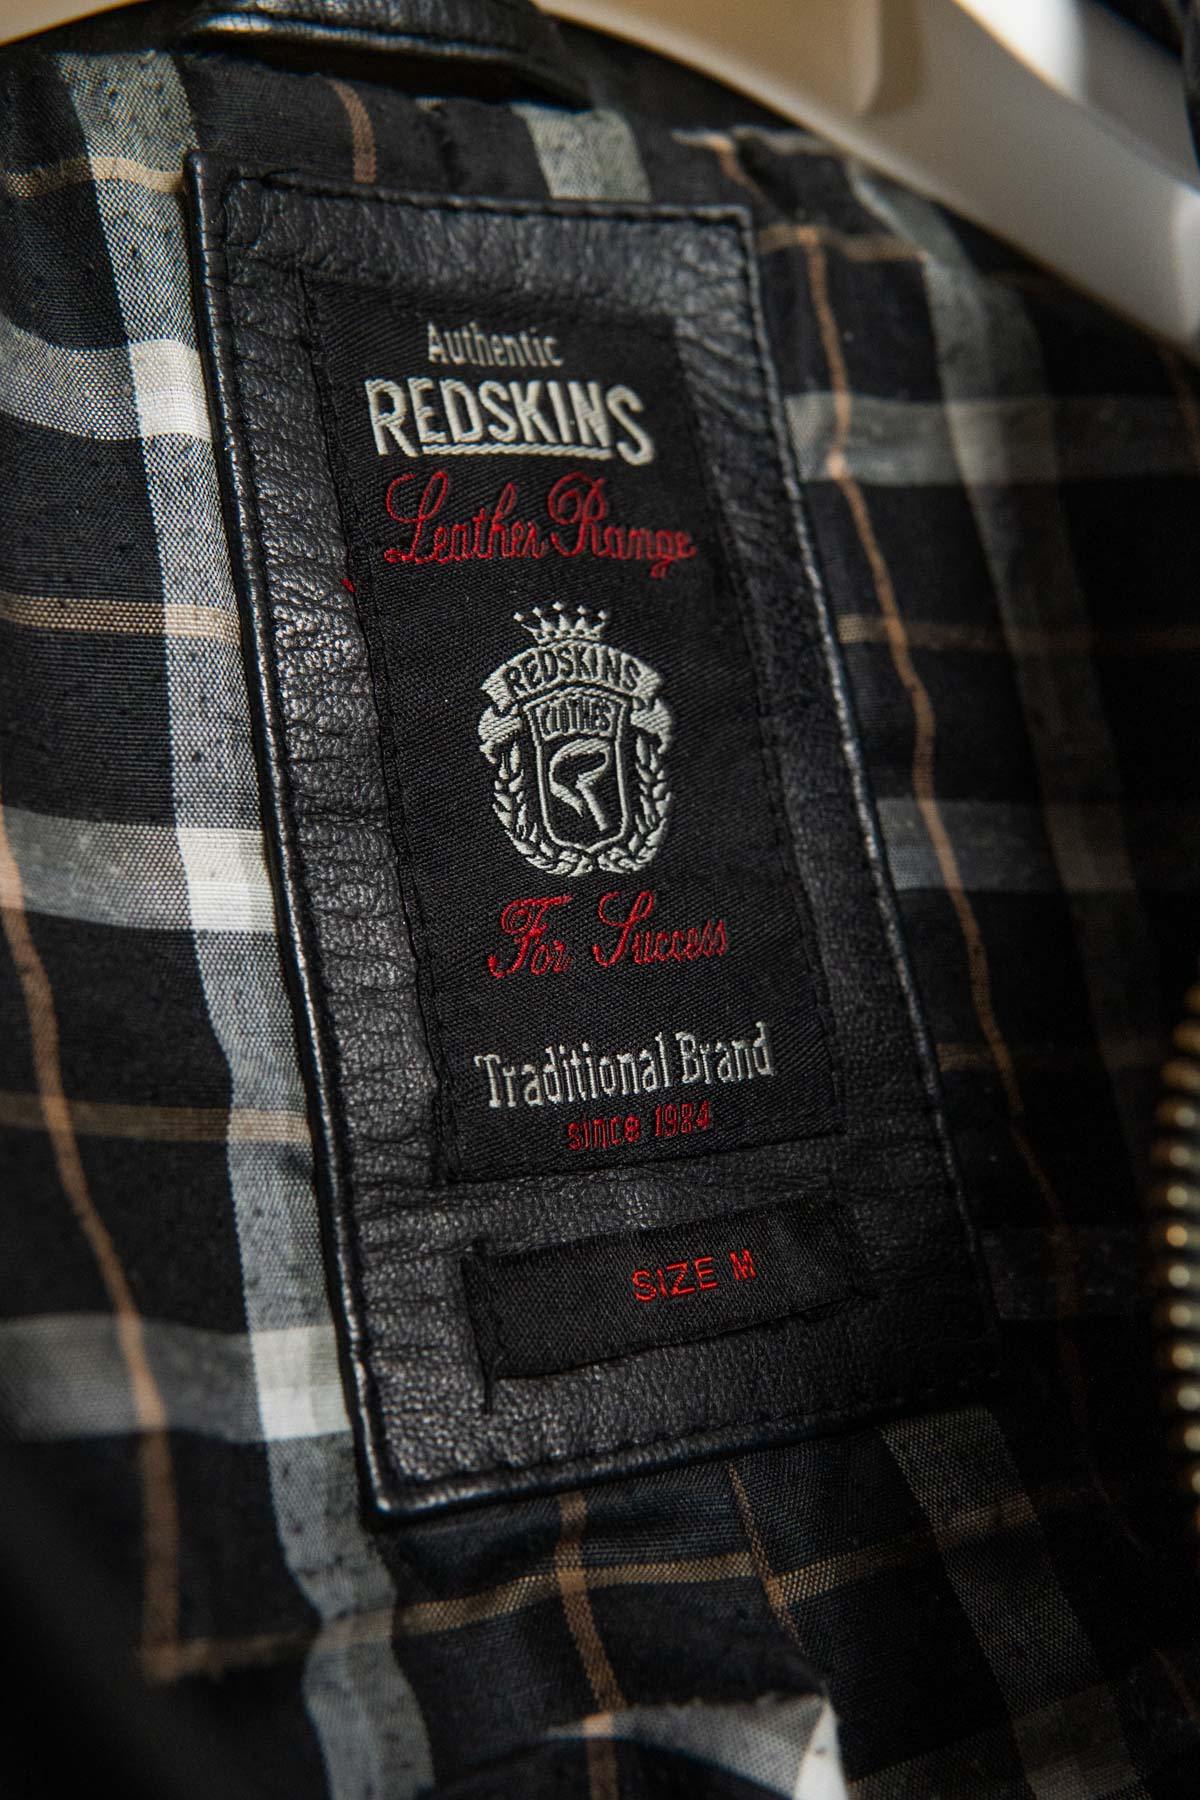 Authentic
REDSKINS
Leather Range
REDSKINS
CLOTHES
For Success
Traditional Brand
since 1984
SIZE M